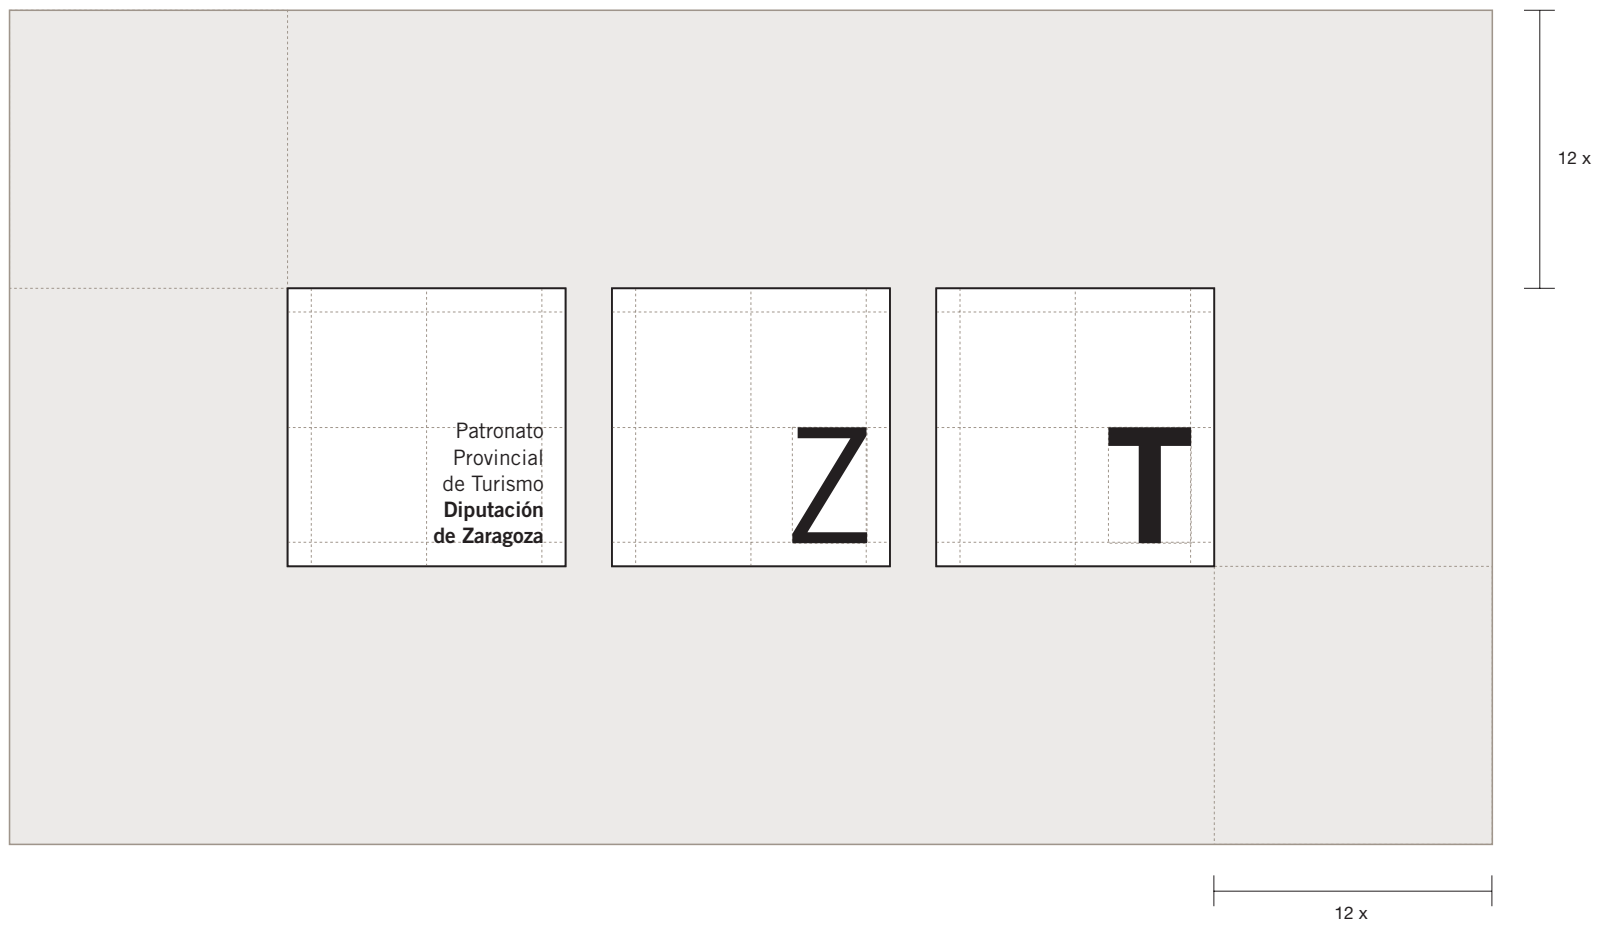 12 x
Patronato
Provincial
de Turismo
Diputación
de Zaragoza
Z
T
12 x